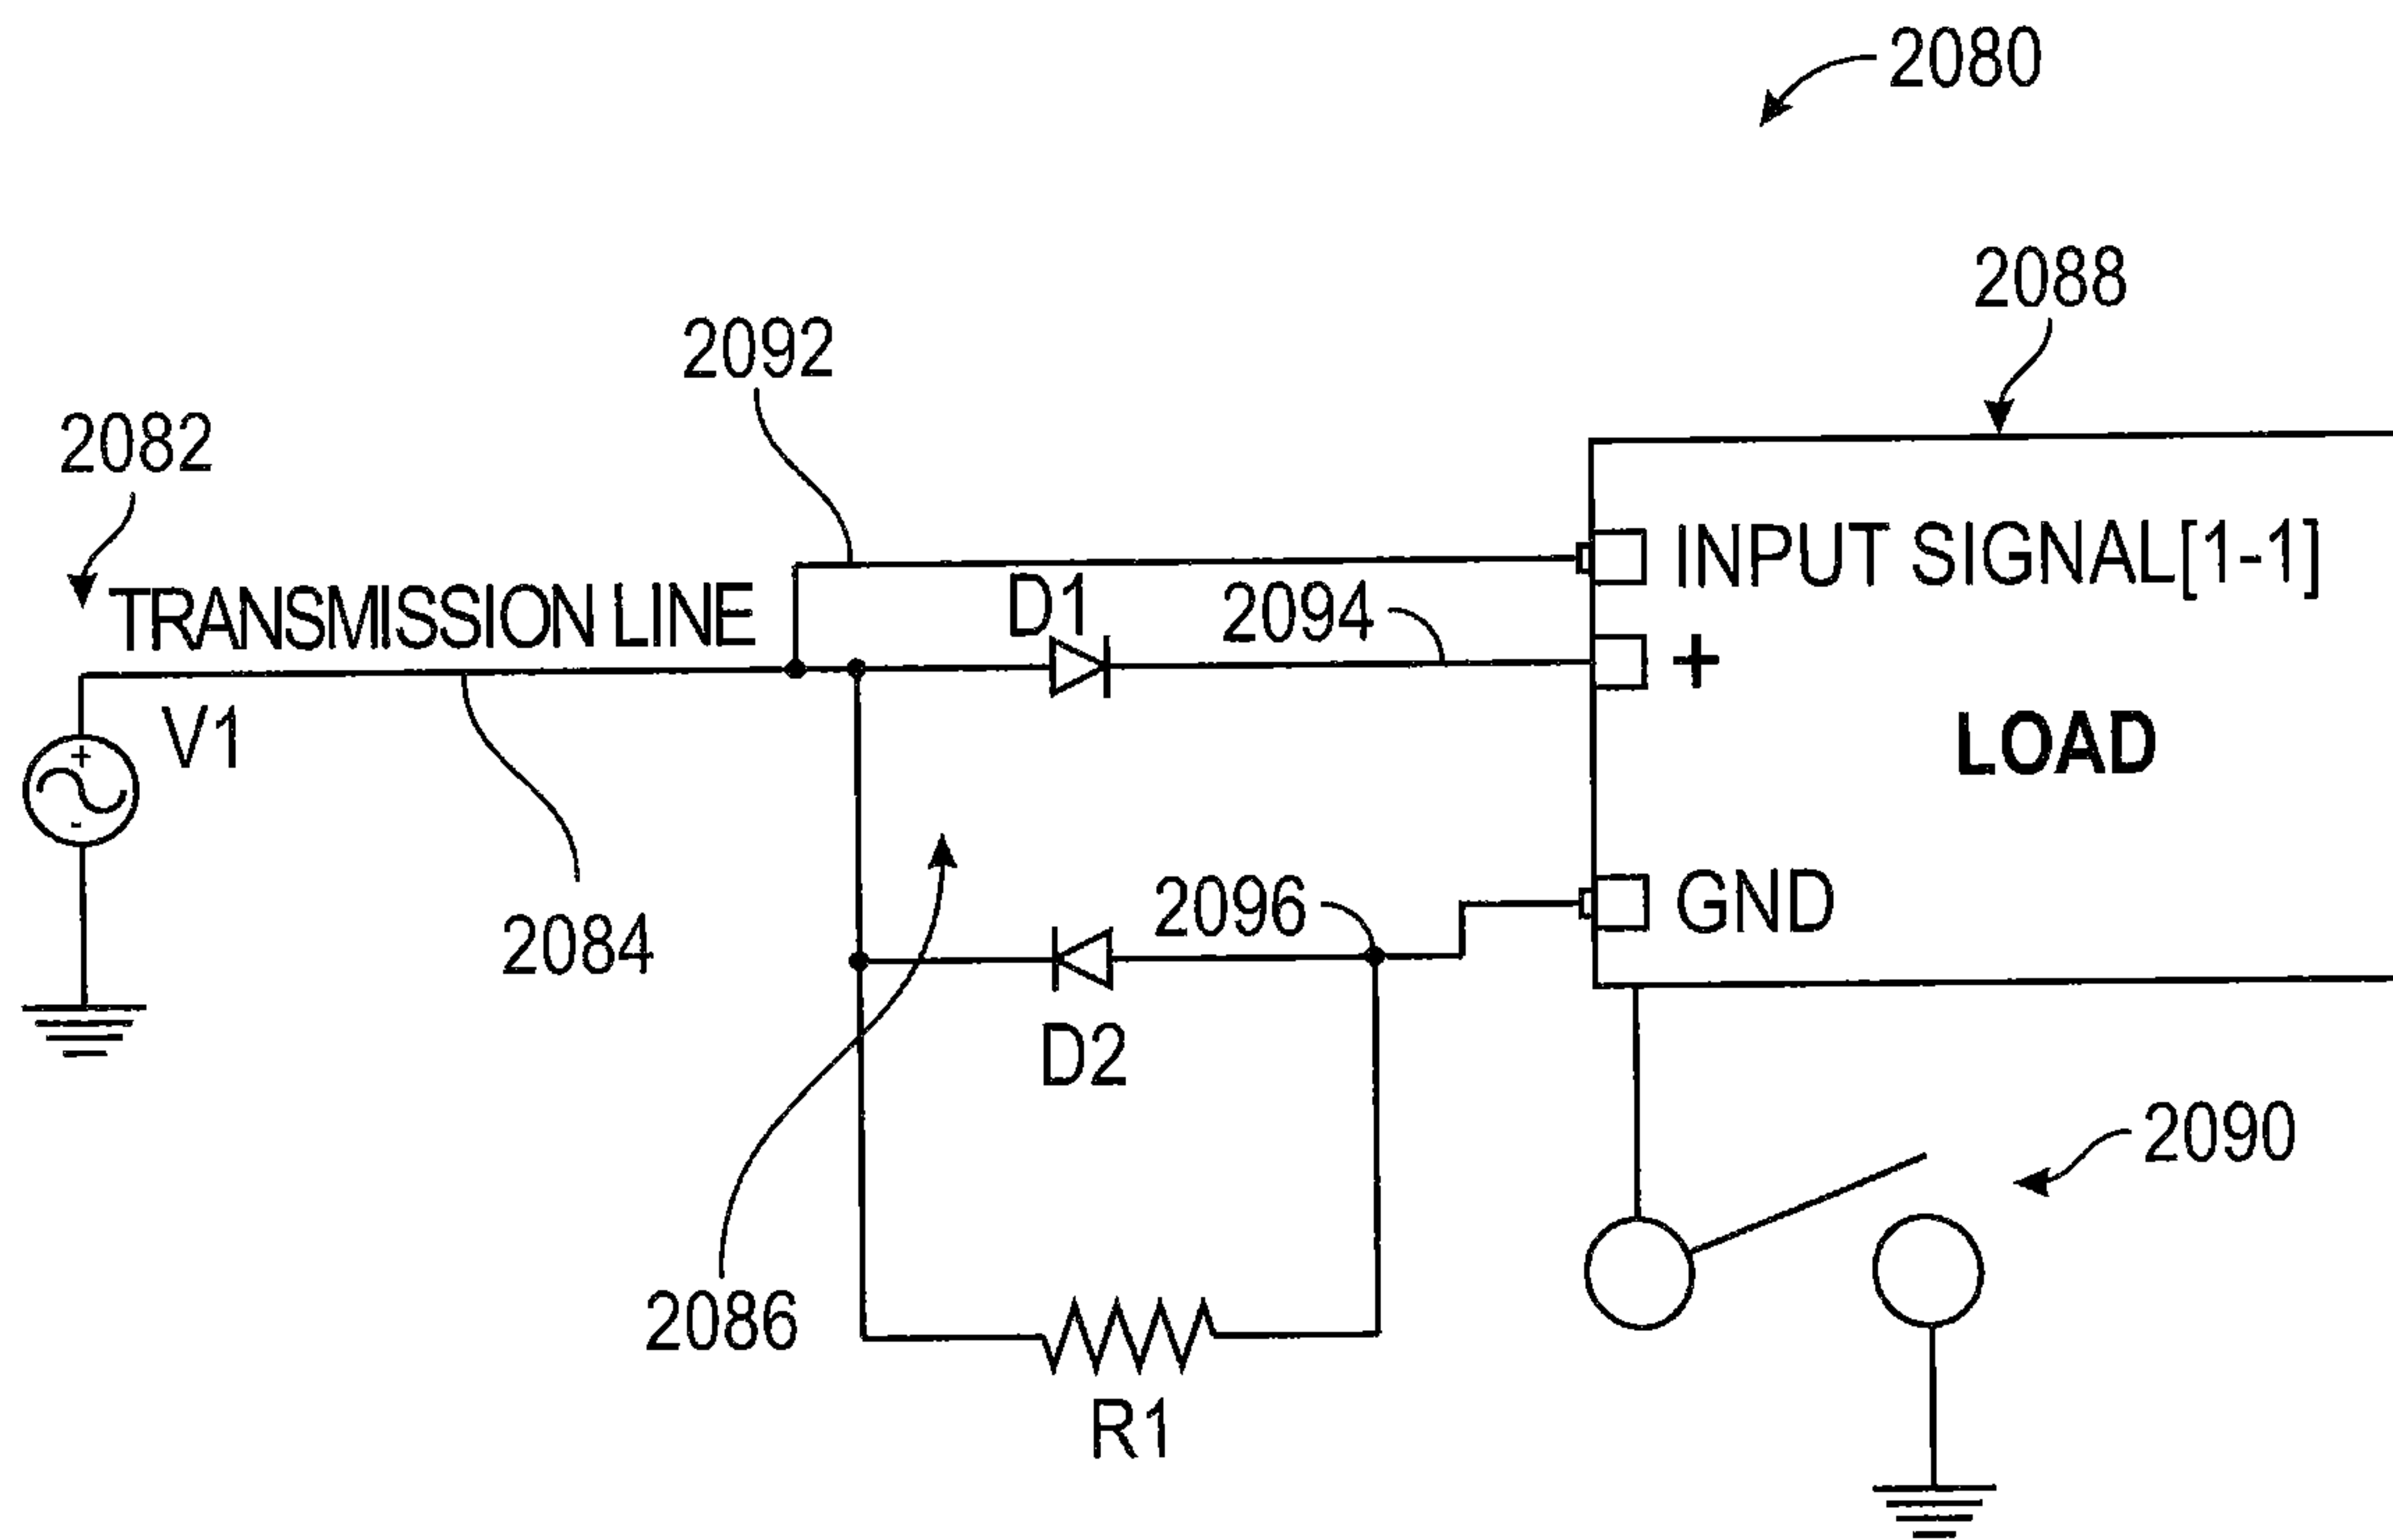 2080
2088
2092
2082
INPUT SIGNAL[1-1]
D1
2094
TRANSMISSION LINE
+
V1
LOAD
+
-
2096
GND
2084
D2
2090
2086
R1